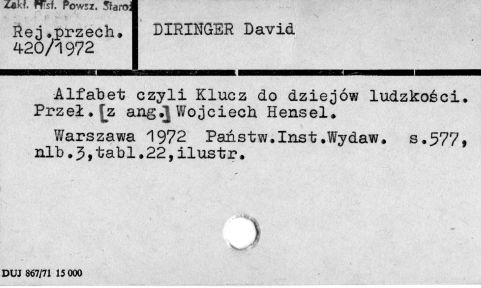 Zakł. Hist. Powsz. Staroż
Rej.przech.
420/1972
DIRINGER David
Alfabet czyli Klucz do dziejów ludzkości.
Przeł.[z ang.]Wojciech Hensel.
Warszawa 1972 Państw.Inst.Wydaw. s.577,
nlb.3,tabl.22,ilustr.
DUJ 867/71 15 000